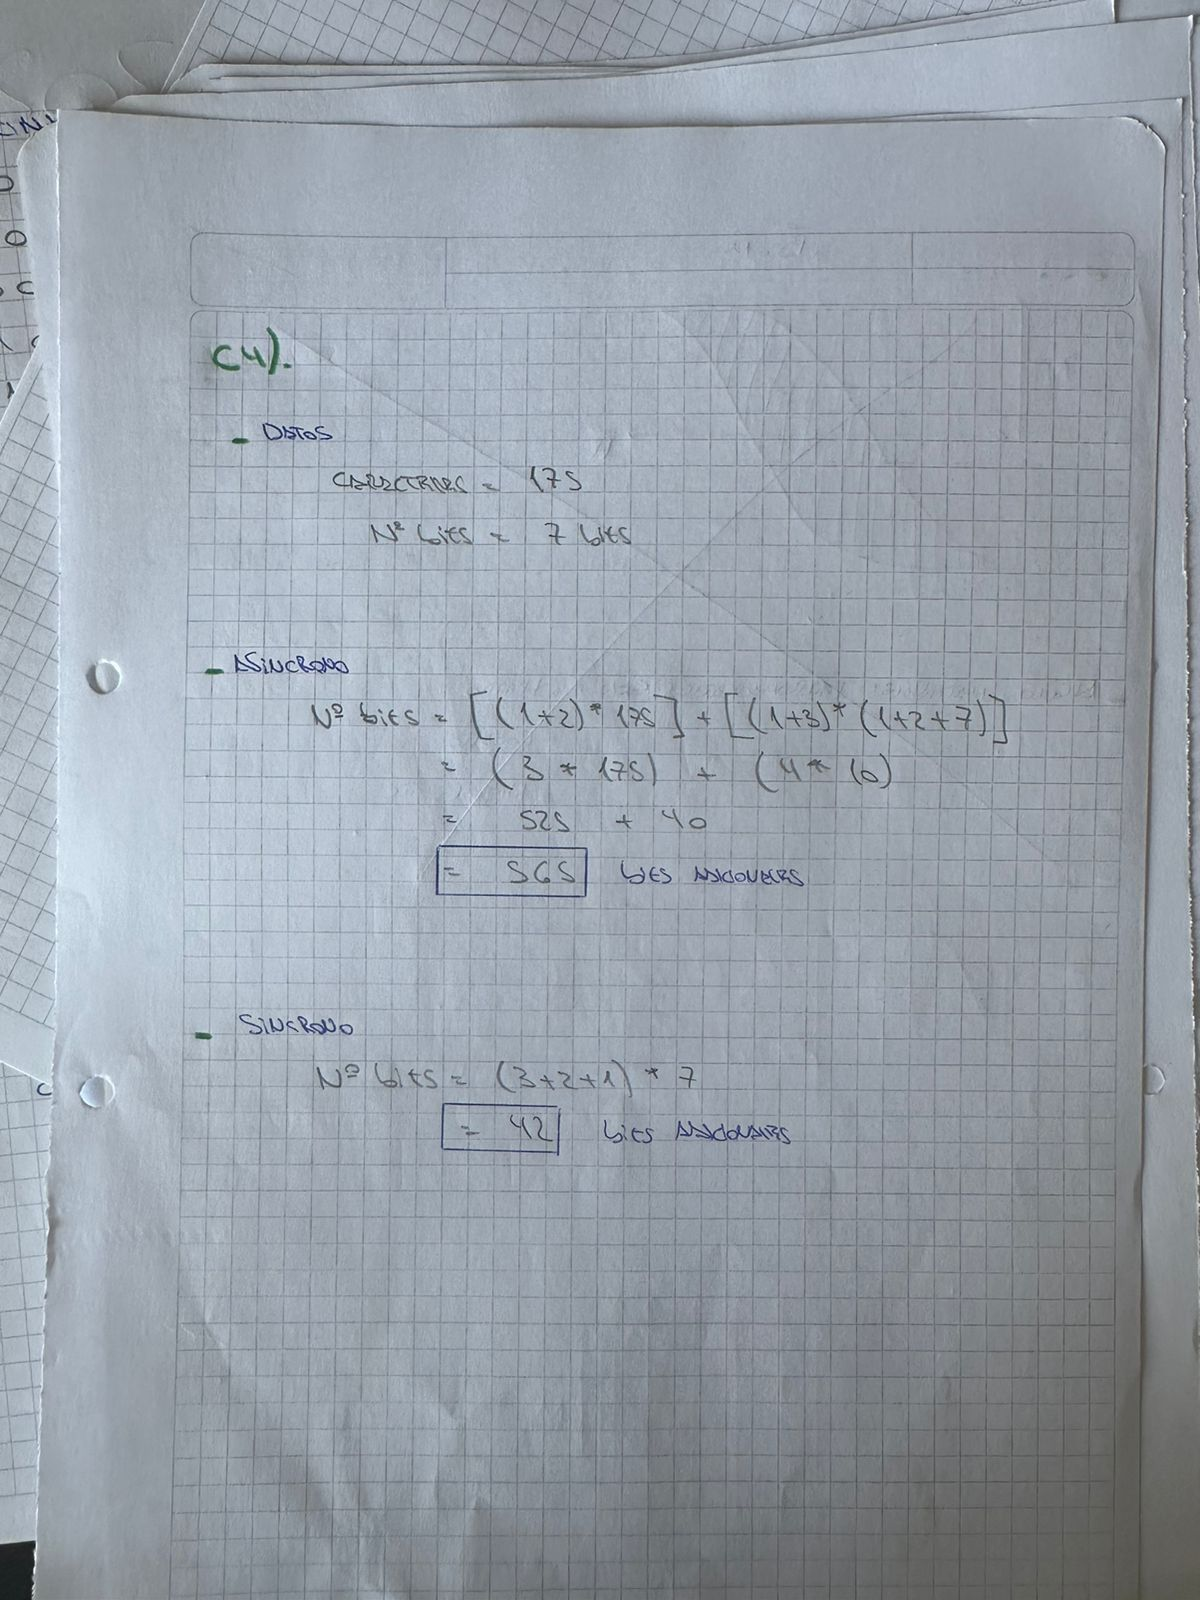 C4).
- DATOS
CARACTERES = 175
Nº bits = 7 bits
- ASINCRONO
Nº bits = [(1+2)*175] + [(1+3)*(1+2+7)]
= (3 * 175) + (4 * 10)
= 525 + 40
= 565 bits ADICIONALES
- SINCRONO
Nº bits = (3+2+1) * 7
= 42 bits ADICIONALES